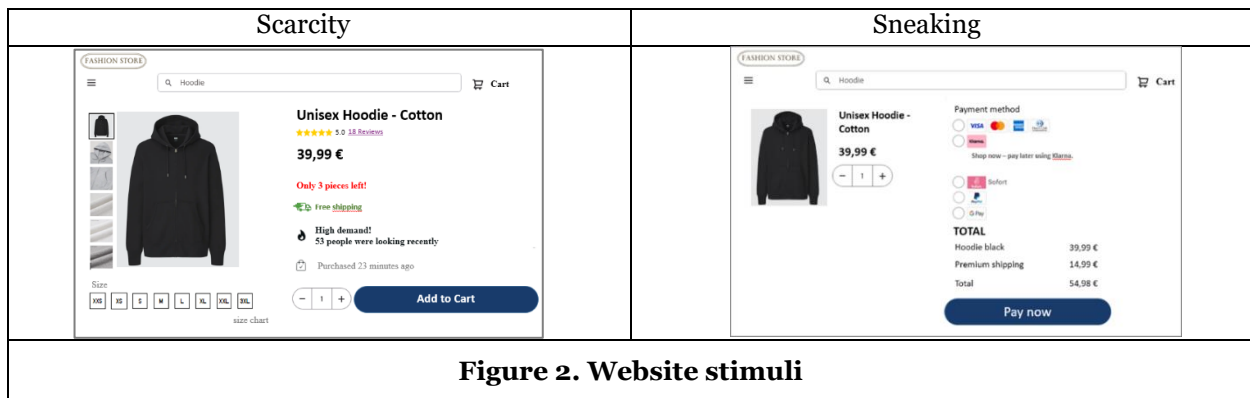 Scarcity
Sneaking
FASHION STORE
Hoodie
Cart
Unisex Hoodie - Cotton
5.0 18 Reviews
39,99 €
Only 3 pieces left!
Free shipping
High demand!
53 people were looking recently
Purchased 23 minutes ago
Size
XXS XS S M L XL XXL 3XL
size chart
− 1 +
Add to Cart
FASHION STORE
Hoodie
Cart
Unisex Hoodie -
Cotton
39,99 €
− 1 +
Payment method
VISA
Klarna.
Shop now – pay later using Klarna.
Sofort
G Pay
TOTAL
Hoodie black 39,99 €
Premium shipping 14,99 €
Total 54,98 €
Pay now
Figure 2. Website stimuli